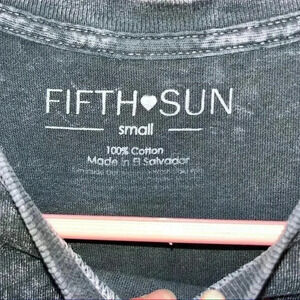 FIFTH♥SUN
small
100% Cotton
Made in El Salvador